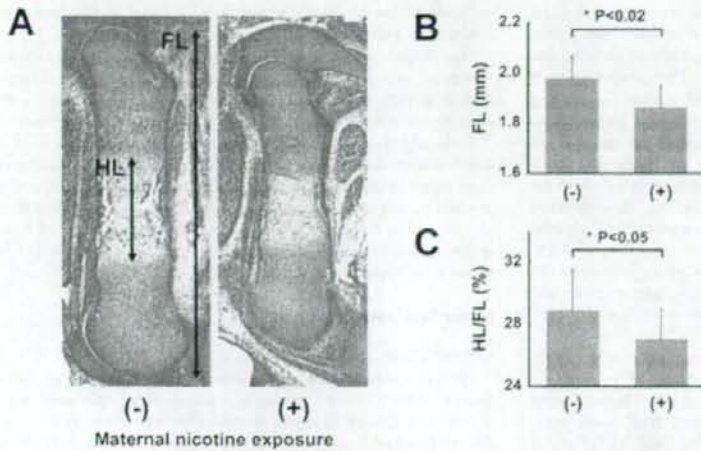 A
FL
HL
(-)
(+)
Maternal nicotine exposure
B
* P<0.02
2.2
2.0
1.8
1.6
FL (mm)
(-)
(+)
C
* P<0.05
32
28
24
HL/FL (%)
(-)
(+)